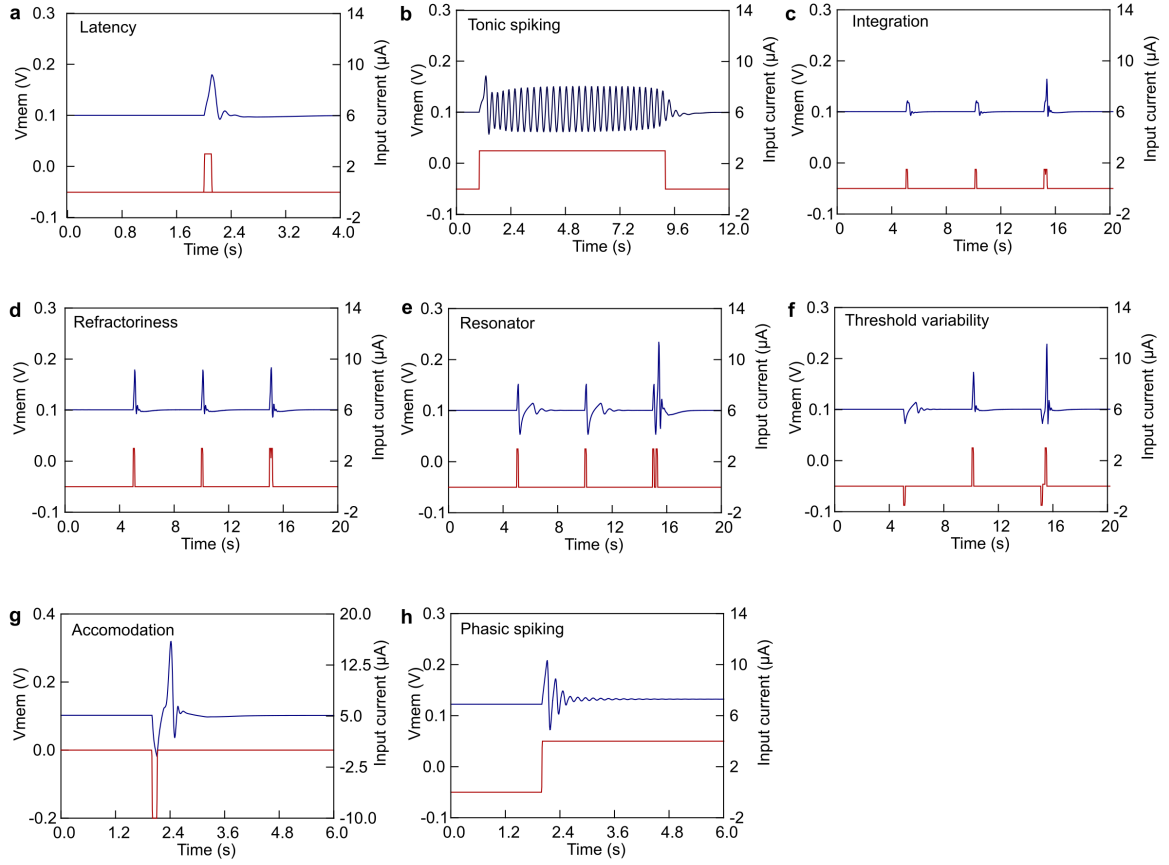 a
Latency
Vmem (V)
0.3
0.2
0.1
0.0
-0.1
14
10
6
2
-2
Input current (µA)
0.0 0.8 1.6 2.4 3.2 4.0
Time (s)
b
Tonic spiking
Vmem (V)
0.3
0.2
0.1
0.0
-0.1
14
10
6
2
-2
Input current (µA)
0.0 2.4 4.8 7.2 9.6 12.0
Time (s)
c
Integration
Vmem (V)
0.3
0.2
0.1
0.0
-0.1
14
10
6
2
-2
Input current (µA)
0.0 4 8 12 16 20
Time (s)
d
Refractoriness
Vmem (V)
0.3
0.2
0.1
0.0
-0.1
14
10
6
2
-2
Input current (µA)
0.0 4 8 12 16 20
Time (s)
e
Resonator
Vmem (V)
0.3
0.2
0.1
0.0
-0.1
14
10
6
2
-2
Input current (µA)
0.0 4 8 12 16 20
Time (s)
f
Threshold variability
Vmem (V)
0.3
0.2
0.1
0.0
-0.1
14
10
6
2
-2
Input current (µA)
0.0 4 8 12 16 20
Time (s)
g
Accomodation
Vmem (V)
0.4
0.2
0.0
-0.2
20.0
12.5
5.0
-2.5
-10.0
Input current (µA)
0.0 1.2 2.4 3.6 4.8 6.0
Time (s)
h
Phasic spiking
Vmem (V)
0.3
0.2
0.1
0.0
-0.1
14
10
6
2
-2
Input current (µA)
0.0 1.2 2.4 3.6 4.8 6.0
Time (s)